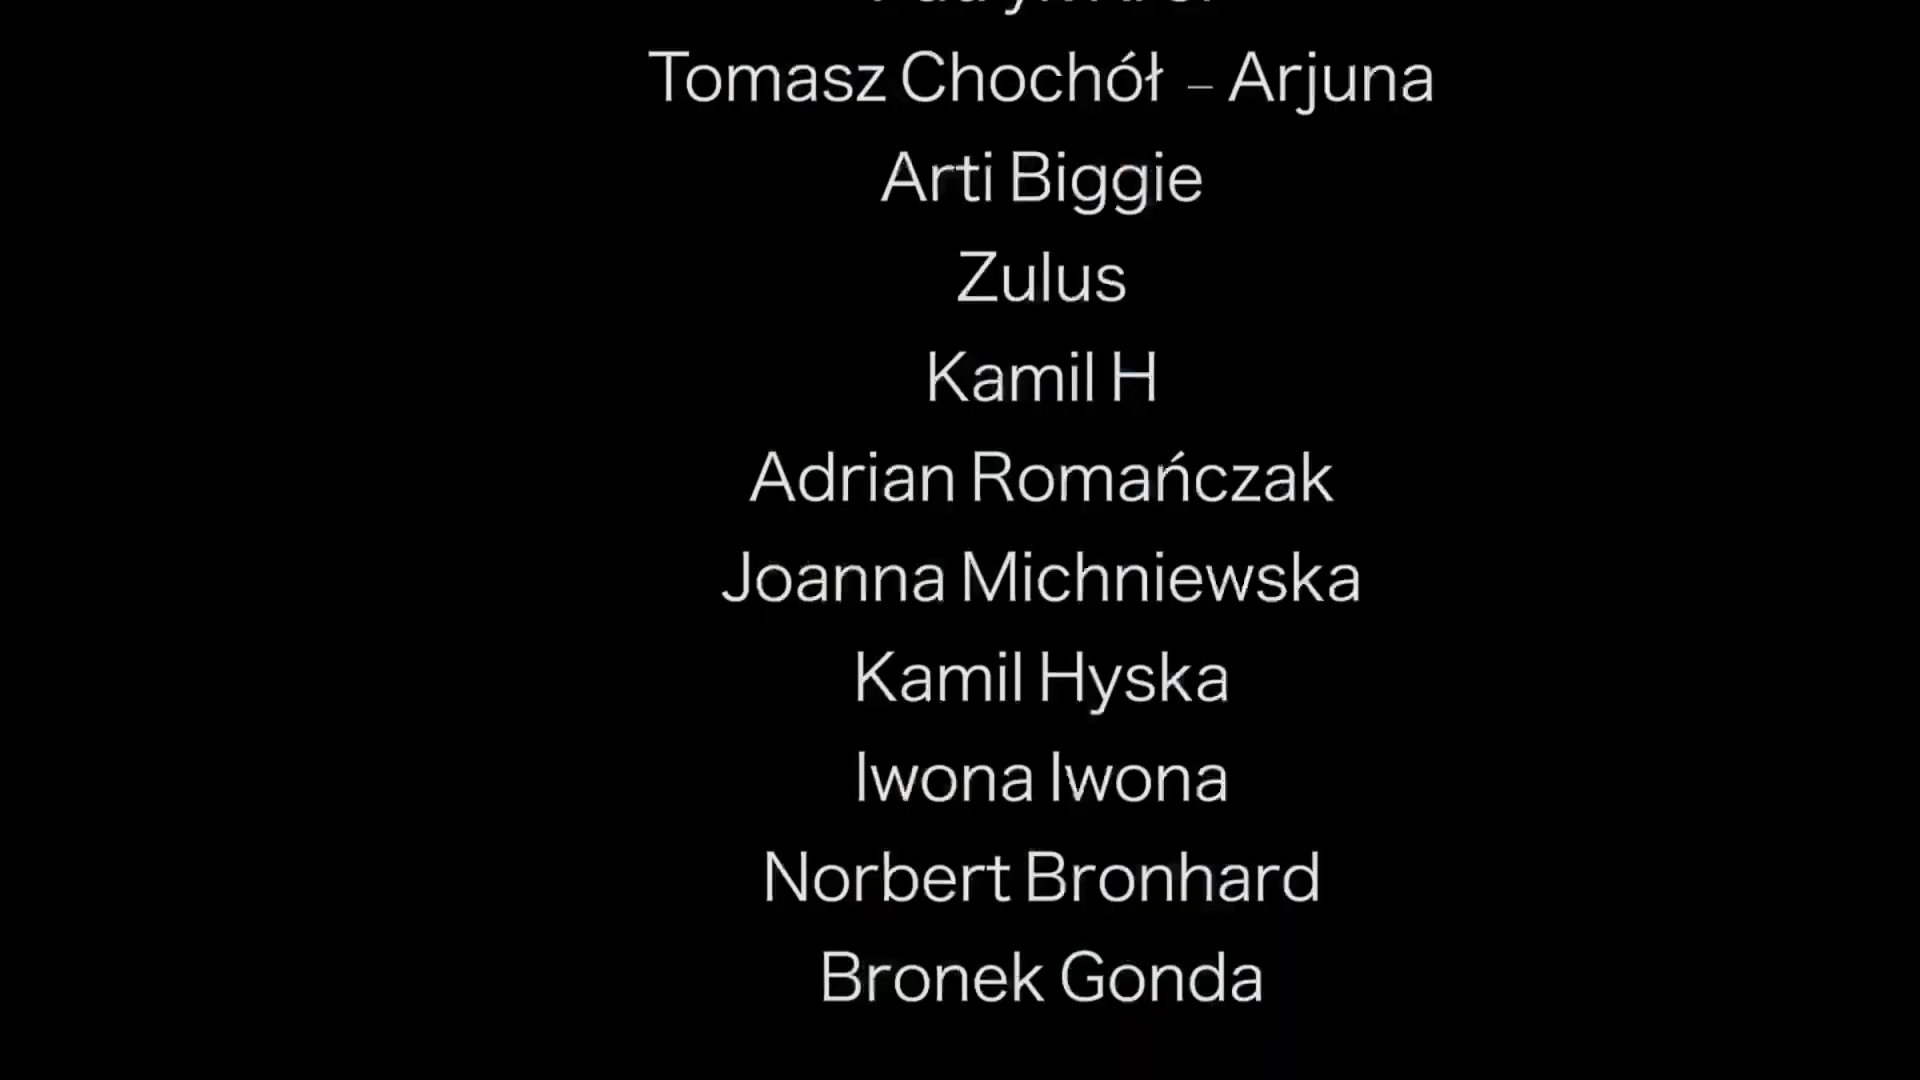 Tomasz Chochół – Arjuna
Arti Biggie
Zulus
Kamil H
Adrian Romańczak
Joanna Michniewska
Kamil Hyska
Iwona Iwona
Norbert Bronhard
Bronek Gonda